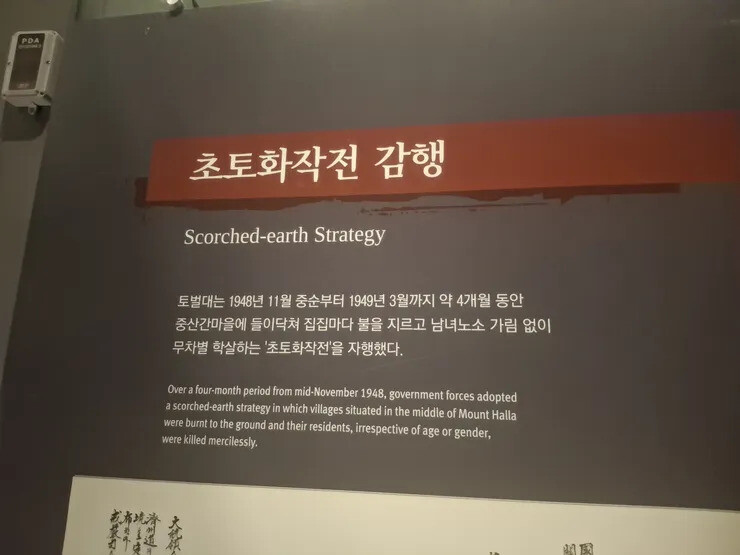 PDA
초토화작전 감행
Scorched-earth Strategy
토벌대는 1948년 11월 중순부터 1949년 3월까지 약 4개월 동안
중산간마을에 들이닥쳐 집집마다 불을 지르고 남녀노소 가림 없이
무차별 학살하는 '초토화작전'을 자행했다.
Over a four-month period from mid-November 1948, government forces adopted
a scorched-earth strategy in which villages situated in the middle of Mount Halla
were burnt to the ground and their residents, irrespective of age or gender,
were killed mercilessly.